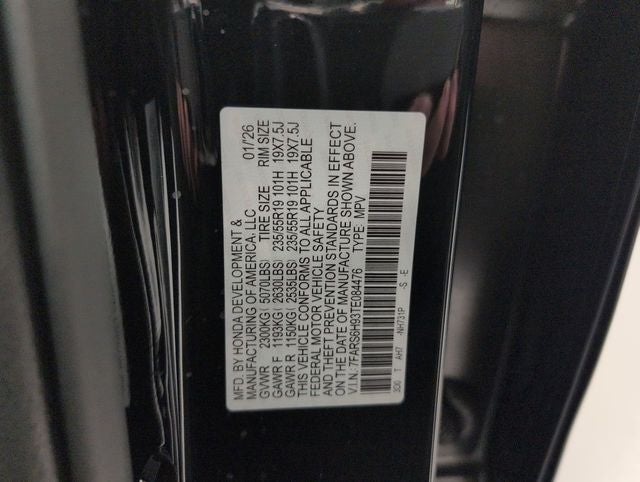 MFD. BY HONDA DEVELOPMENT &
MANUFACTURING OF AMERICA, LLC 01/'26
GVWR 2300KG( 5070LBS) TIRE SIZE RIM SIZE
GAWR F 1193KG( 2630LBS) 235/55R19 101H 19X7.5J
GAWR R 1150KG( 2535LBS) 235/55R19 101H 19X7.5J
THIS VEHICLE CONFORMS TO ALL APPLICABLE
FEDERAL MOTOR VEHICLE SAFETY
AND THEFT PREVENTION STANDARDS IN EFFECT
ON THE DATE OF MANUFACTURE SHOWN ABOVE.
V.I.N.: 7FARS6H93TE084476 TYPE: MPV
3D0 T AH7 -NH731P -S -E